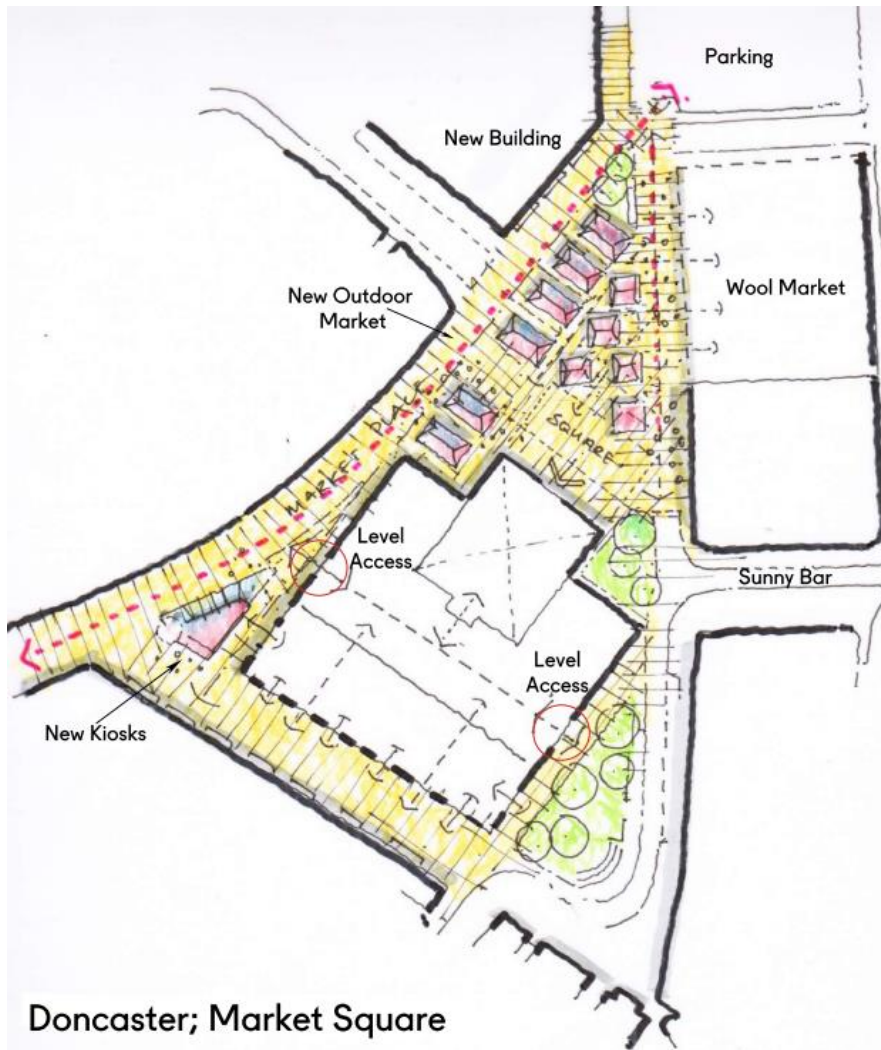 Parking
New Building
New Outdoor
Market
Wool Market
MARKET PLACE
SQUARE
Level
Access
Sunny Bar
Level
Access
New Kiosks
Doncaster; Market Square